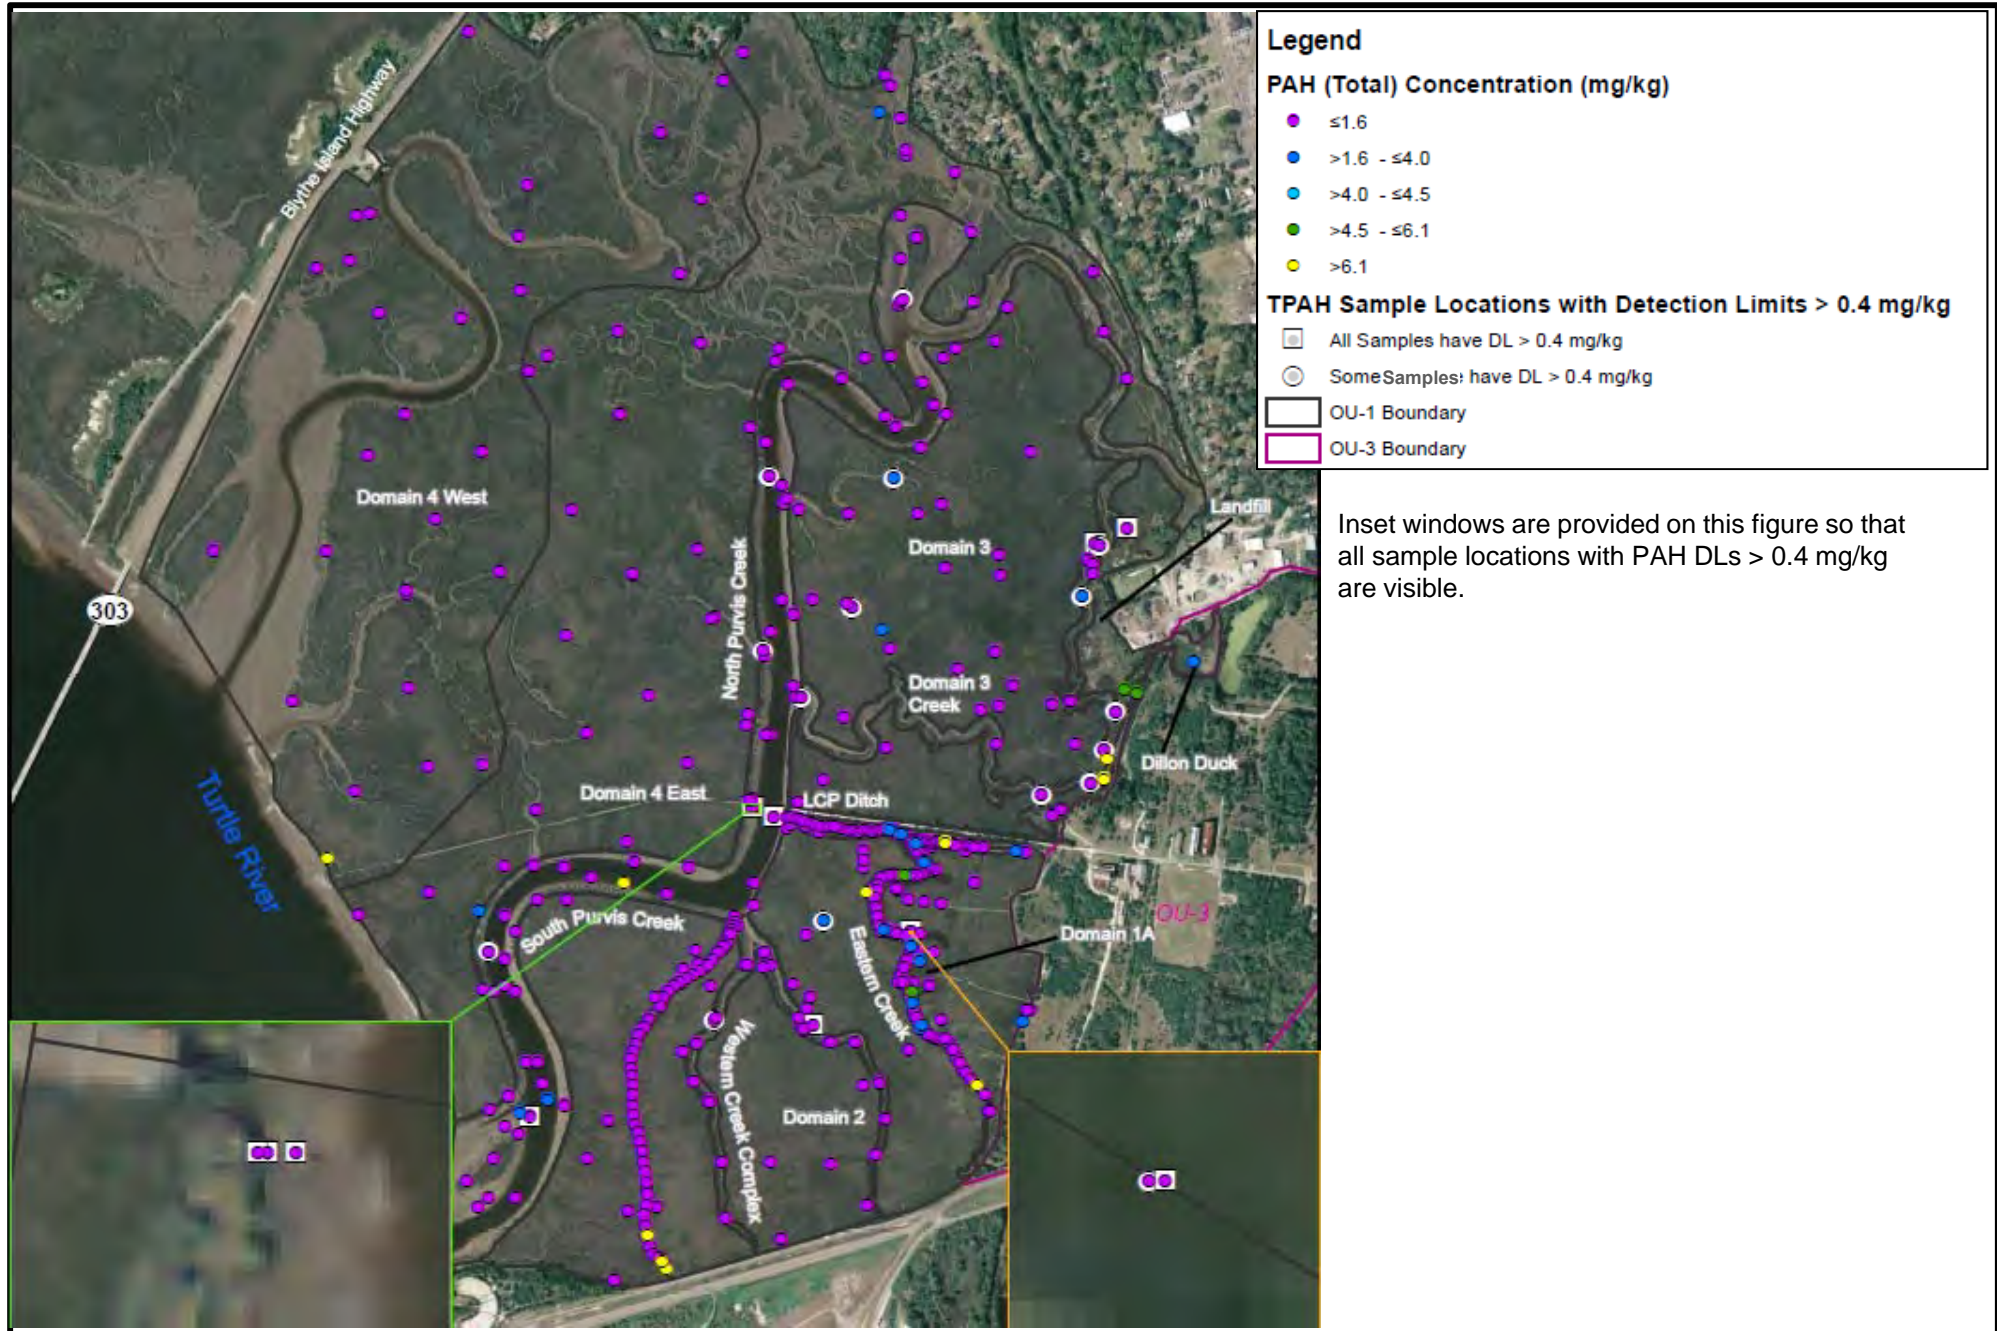 Legend
PAH (Total) Concentration (mg/kg)
≤1.6
>1.6 - ≤4.0
>4.0 - ≤4.5
>4.5 - ≤6.1
>6.1
TPAH Sample Locations with Detection Limits > 0.4 mg/kg
All Samples have DL > 0.4 mg/kg
Some Samples have DL > 0.4 mg/kg
OU-1 Boundary
OU-3 Boundary
Inset windows are provided on this figure so that
all sample locations with PAH DLs > 0.4 mg/kg
are visible.
Blythe Island Highway
Domain 4 West
Landfill
Domain 3
North Purvis Creek
303
Domain 3
Creek
Dillon Duck
Turtle River
Domain 4 East
LCP Ditch
OU-3
South Purvis Creek
Eastern Creek
Domain 1A
Western Creek Complex
Domain 2